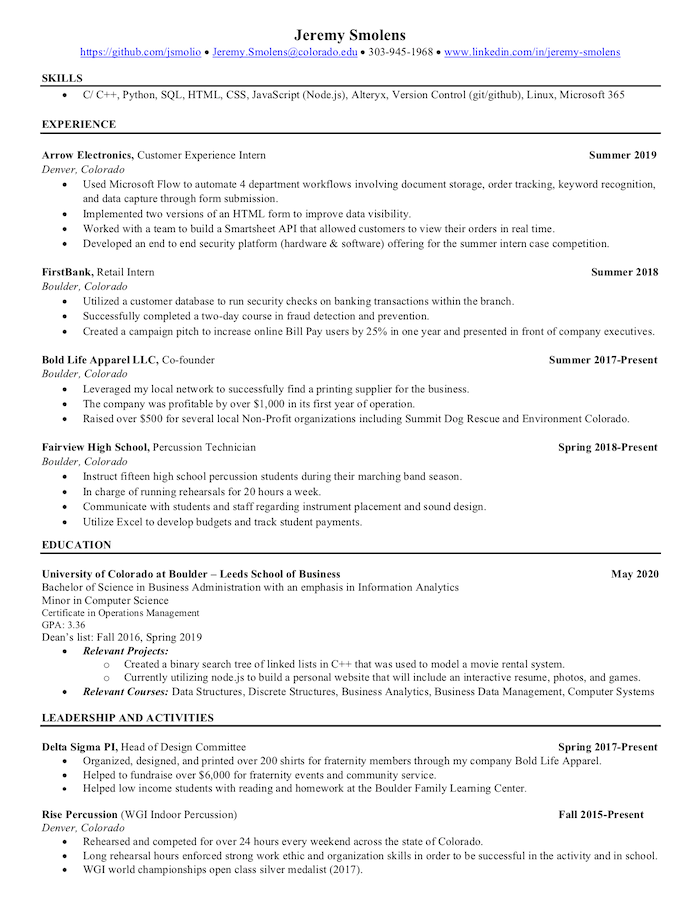 Jeremy Smolens
https://github.com/jsmolio • Jeremy.Smolens@colorado.edu • 303-945-1968 • www.linkedin.com/in/jeremy-smolens
SKILLS
• C/ C++, Python, SQL, HTML, CSS, JavaScript (Node.js), Alteryx, Version Control (git/github), Linux, Microsoft 365
EXPERIENCE
Arrow Electronics, Customer Experience Intern Summer 2019
Denver, Colorado
• Used Microsoft Flow to automate 4 department workflows involving document storage, order tracking, keyword recognition,
and data capture through form submission.
• Implemented two versions of an HTML form to improve data visibility.
• Worked with a team to build a Smartsheet API that allowed customers to view their orders in real time.
• Developed an end to end security platform (hardware & software) offering for the summer intern case competition.
FirstBank, Retail Intern Summer 2018
Boulder, Colorado
• Utilized a customer database to run security checks on banking transactions within the branch.
• Successfully completed a two-day course in fraud detection and prevention.
• Created a campaign pitch to increase online Bill Pay users by 25% in one year and presented in front of company executives.
Bold Life Apparel LLC, Co-founder Summer 2017-Present
Boulder, Colorado
• Leveraged my local network to successfully find a printing supplier for the business.
• The company was profitable by over $1,000 in its first year of operation.
• Raised over $500 for several local Non-Profit organizations including Summit Dog Rescue and Environment Colorado.
Fairview High School, Percussion Technician Spring 2018-Present
Boulder, Colorado
• Instruct fifteen high school percussion students during their marching band season.
• In charge of running rehearsals for 20 hours a week.
• Communicate with students and staff regarding instrument placement and sound design.
• Utilize Excel to develop budgets and track student payments.
EDUCATION
University of Colorado at Boulder – Leeds School of Business May 2020
Bachelor of Science in Business Administration with an emphasis in Information Analytics
Minor in Computer Science
Certificate in Operations Management
GPA: 3.36
Dean's list: Fall 2016, Spring 2019
• Relevant Projects:
o Created a binary search tree of linked lists in C++ that was used to model a movie rental system.
o Currently utilizing node.js to build a personal website that will include an interactive resume, photos, and games.
• Relevant Courses: Data Structures, Discrete Structures, Business Analytics, Business Data Management, Computer Systems
LEADERSHIP AND ACTIVITIES
Delta Sigma PI, Head of Design Committee Spring 2017-Present
• Organized, designed, and printed over 200 shirts for fraternity members through my company Bold Life Apparel.
• Helped to fundraise over $6,000 for fraternity events and community service.
• Helped low income students with reading and homework at the Boulder Family Learning Center.
Rise Percussion (WGI Indoor Percussion) Fall 2015-Present
Denver, Colorado
• Rehearsed and competed for over 24 hours every weekend across the state of Colorado.
• Long rehearsal hours enforced strong work ethic and organization skills in order to be successful in the activity and in school.
• WGI world championships open class silver medalist (2017).